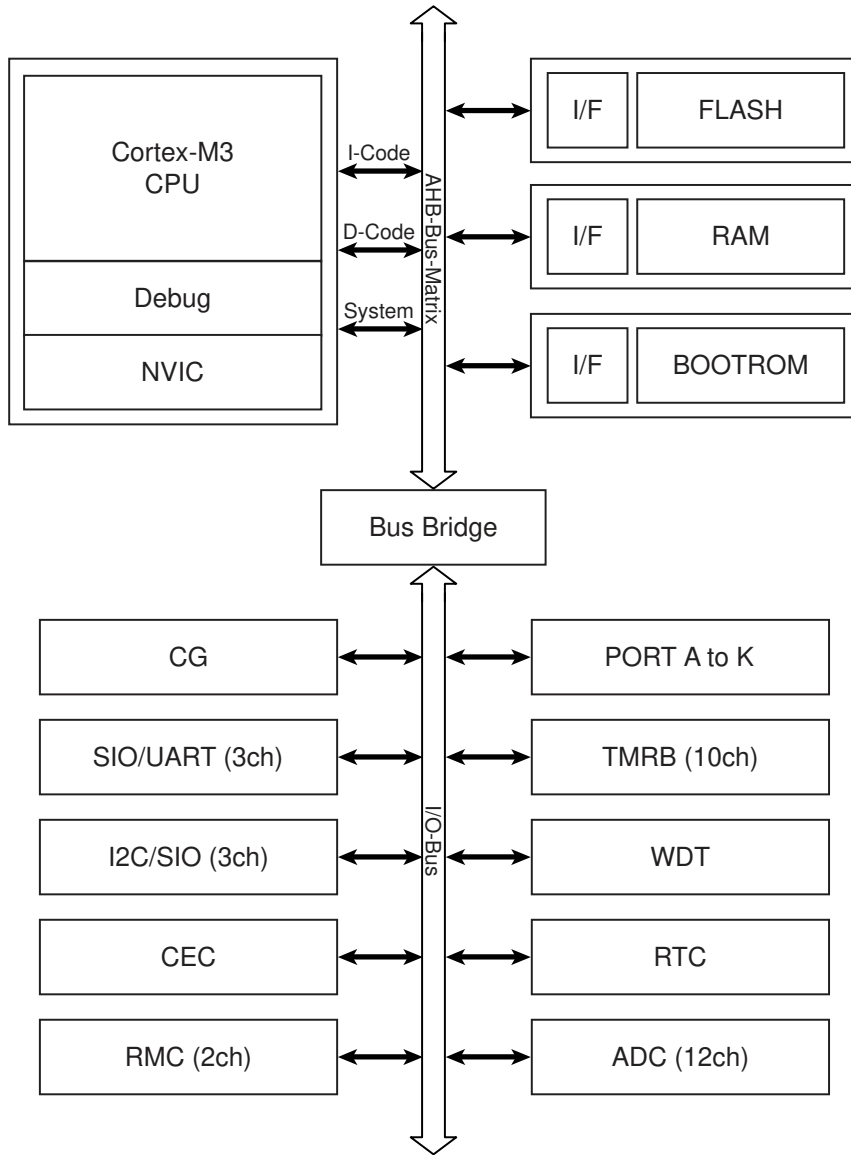 Cortex-M3
CPU
Debug
NVIC
I-Code
D-Code
System
AHB-Bus-Matrix
I/F
FLASH
I/F
RAM
I/F
BOOTROM
Bus Bridge
CG
PORT A to K
SIO/UART (3ch)
TMRB (10ch)
I/O-Bus
I2C/SIO (3ch)
WDT
CEC
RTC
RMC (2ch)
ADC (12ch)